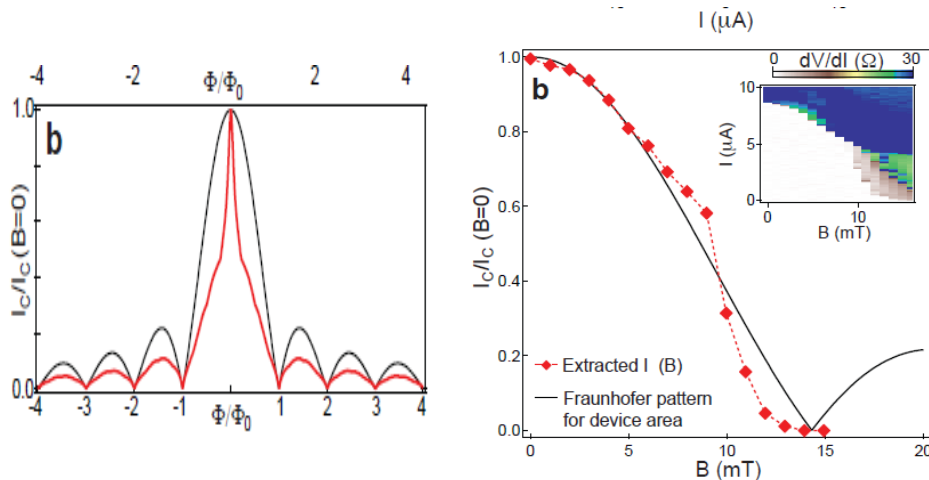 -4 -2 Φ/Φ0 2 4
1.0
b
IC/IC (B=0)
0.0
-4 -3 -2 -1 Φ/Φ0 1 2 3 4
I (μA)
1.0
b
0.8
0.6
0.4
0.2
0.0
IC/IC (B=0)
0 dV/dI (Ω) 30
10
5
0
I (μA)
0 10
B (mT)
Extracted I (B)
Fraunhofer pattern
for device area
0 5 10 15 20
B (mT)